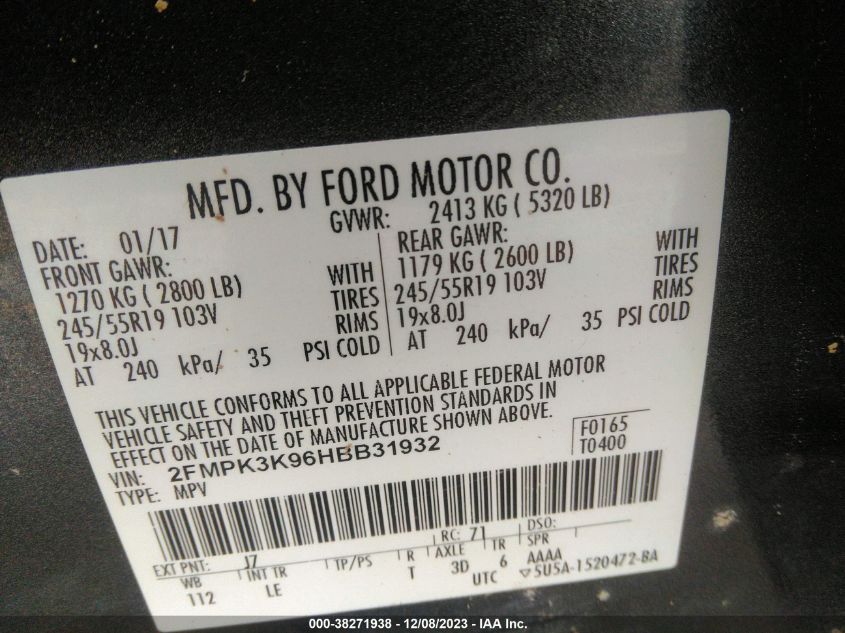 MFD. BY FORD MOTOR CO.
DATE: 01/17 GVWR: 2413 KG ( 5320 LB)
FRONT GAWR: REAR GAWR:
1270 KG ( 2800 LB) WITH 1179 KG ( 2600 LB) WITH
245/55R19 103V TIRES 245/55R19 103V TIRES
19x8.0J RIMS 19x8.0J RIMS
AT 240 kPa/ 35 PSI COLD AT 240 kPa/ 35 PSI COLD
THIS VEHICLE CONFORMS TO ALL APPLICABLE FEDERAL MOTOR
VEHICLE SAFETY AND THEFT PREVENTION STANDARDS IN
EFFECT ON THE DATE OF MANUFACTURE SHOWN ABOVE.
VIN: 2FMPK3K96HBB31932 F0165
TYPE: MPV T0400
EXT PNT: J7 RC: 71 DSO:
WB INT TR TP/PS R AXLE TR SPR
112 LE T 3D 6 AAAA
UTC ▽5U5A-1520472-BA
000-38271938 - 12/08/2023 - IAA Inc.